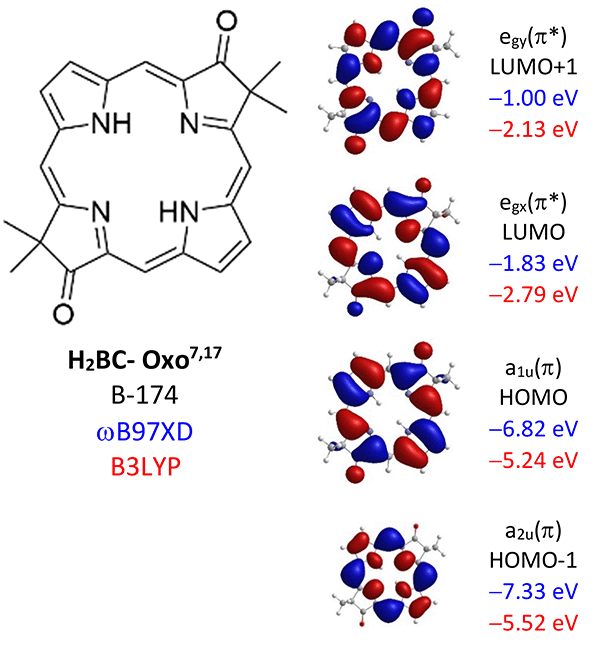 O
NH
N
N
HN
O
H₂BC- Oxo⁷,¹⁷
B-174
ωB97XD
B3LYP
e_gy(π*)
LUMO+1
−1.00 eV
−2.13 eV
e_gx(π*)
LUMO
−1.83 eV
−2.79 eV
a₁ᵤ(π)
HOMO
−6.82 eV
−5.24 eV
a₂ᵤ(π)
HOMO-1
−7.33 eV
−5.52 eV